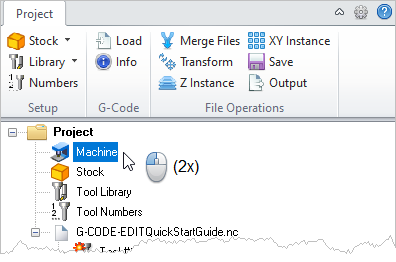 Project
Stock Load Merge Files XY Instance
Library Info Transform Save
Numbers Z Instance Output
Setup G-Code File Operations
Project
Machine
(2x)
Stock
Tool Library
Tool Numbers
G-CODE-EDITQuickStartGuide.nc